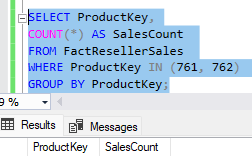 SELECT ProductKey,
COUNT(*) AS SalesCount
FROM FactResellerSales
WHERE ProductKey IN (761, 762)
GROUP BY ProductKey;
9 %
Results Messages
ProductKey SalesCount